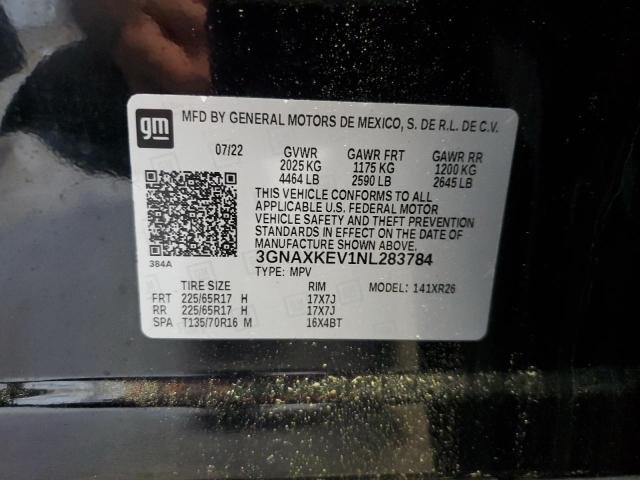 gm
MFD BY GENERAL MOTORS DE MEXICO, S. DE R.L. DE C.V.
07/22 GVWR GAWR FRT GAWR RR
2025 KG 1175 KG 1200 KG
4464 LB 2590 LB 2645 LB
THIS VEHICLE CONFORMS TO ALL
APPLICABLE U.S. FEDERAL MOTOR
VEHICLE SAFETY AND THEFT PREVENTION
STANDARDS IN EFFECT ON THE DATE OF
MANUFACTURE SHOWN ABOVE.
384A
3GNAXKEV1NL283784
TYPE: MPV
MODEL: 141XR26
TIRE SIZE RIM
FRT 225/65R17 H 17X7J
RR 225/65R17 H 17X7J
SPA T135/70R16 M 16X4BT